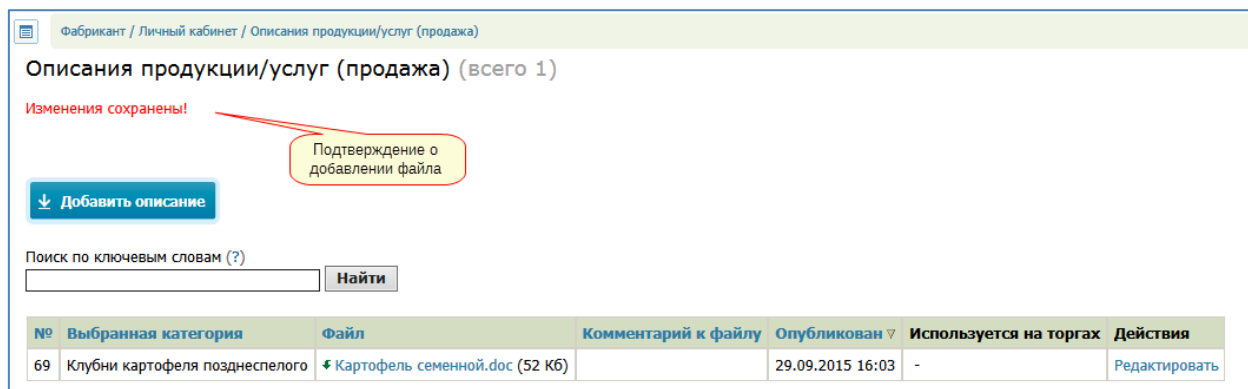 Фабрикант / Личный кабинет / Описания продукции/услуг (продажа)
Описания продукции/услуг (продажа) (всего 1)
Изменения сохранены!
Подтверждение о
добавлении файла
Добавить описание
Поиск по ключевым словам (?)
Найти
№ Выбранная категория Файл Комментарий к файлу Опубликован Используется на торгах Действия
69 Клубни картофеля позднеспелого Картофель семенной.doc (52 Кб) 29.09.2015 16:03 - Редактировать